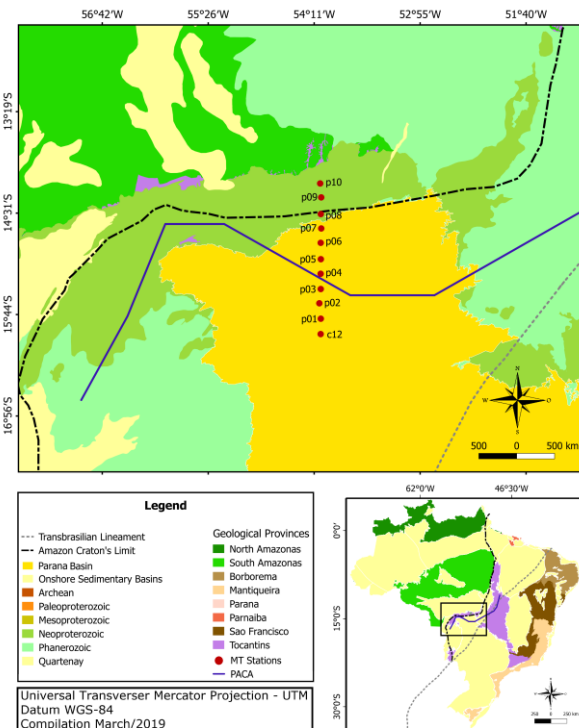 56°42'W 55°26'W 54°11'W 52°55'W 51°40'W
13°19'S
14°31'S
15°44'S
16°56'S
p10
p09
p08
p07
p06
p05
p04
p03
p02
p01
c12
N
W O
S
500 0 500 km
Legend
Transbrasilian Lineament
Amazon Craton's Limit
Parana Basin
Onshore Sedimentary Basins
Archean
Paleoproterozoic
Mesoproterozoic
Neoproterozoic
Phanerozoic
Quartenay
Geological Provinces
North Amazonas
South Amazonas
Borborema
Mantiqueira
Parana
Parnaiba
Sao Francisco
Tocantins
MT Stations
PACA
62°0'W 46°30'W
0°0'
15°0'S
30°0'S
250 0 250 km
Universal Transverser Mercator Projection - UTM
Datum WGS-84
Compilation March/2019